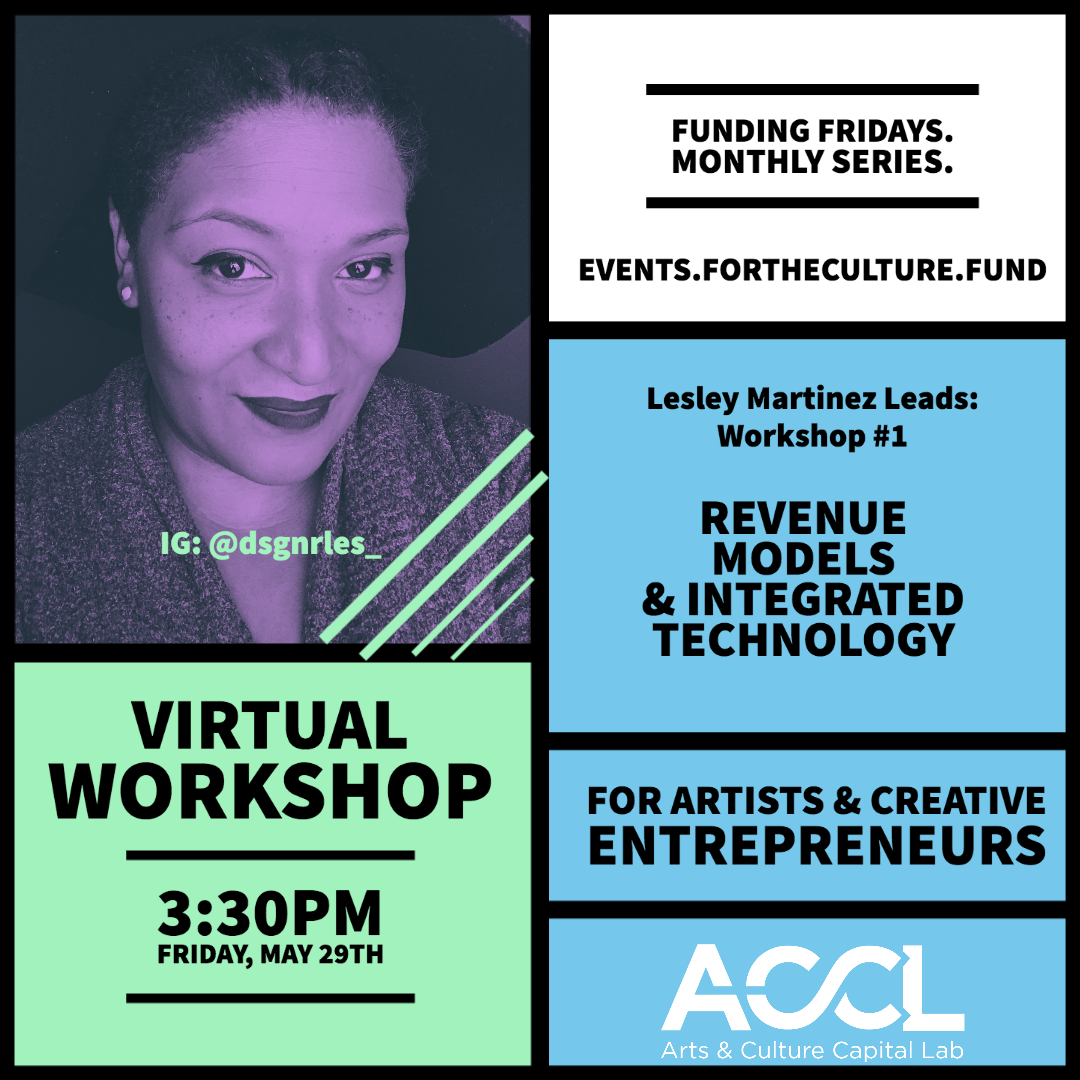 IG: @dsgnrles_
VIRTUAL
WORKSHOP
3:30PM
FRIDAY, MAY 29TH
FUNDING FRIDAYS.
MONTHLY SERIES.
EVENTS.FORTHECULTURE.FUND
Lesley Martinez Leads:
Workshop #1
REVENUE
MODELS
& INTEGRATED
TECHNOLOGY
FOR ARTISTS & CREATIVE
ENTREPRENEURS
ACCL
Arts & Culture Capital Lab